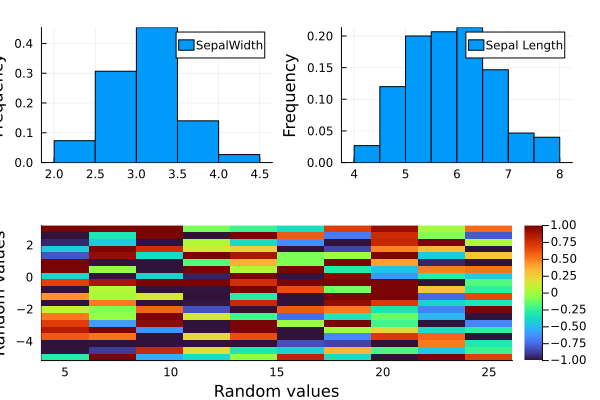 SepalWidth
Sepal Length
Frequency
Frequency
0.4
0.3
0.2
0.1
0.0
0.20
0.15
0.10
0.05
0.00
2.0 2.5 3.0 3.5 4.0 4.5
4 5 6 7 8
Random values
2
0
−2
−4
5 10 15 20 25
Random values
1.00
0.75
0.50
0.25
0
−0.25
−0.50
−0.75
−1.00